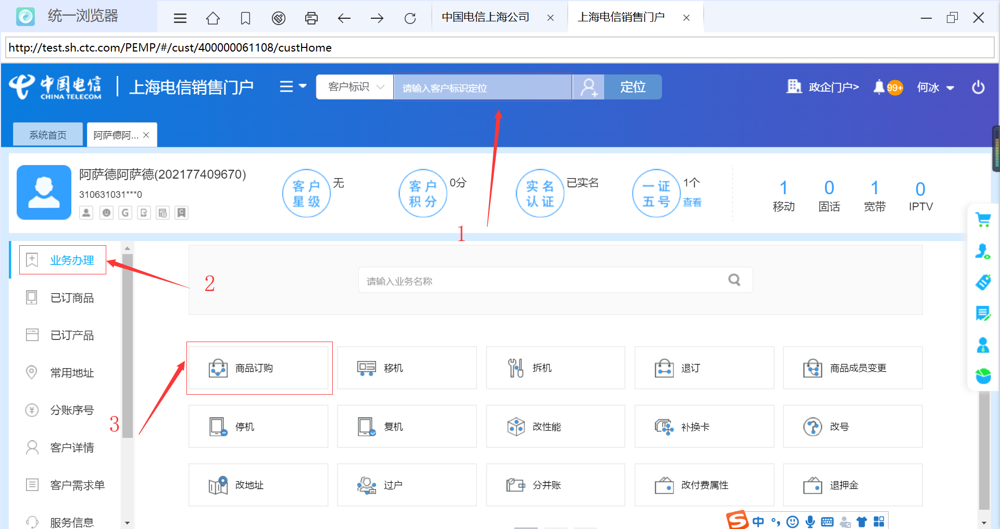 统一浏览器
中国电信上海公司
上海电信销售门户
http://test.sh.ctc.com/PEMP/#/cust/400000061108/custHome
中国电信
CHINA TELECOM
上海电信销售门户
客户标识
请输入客户标识定位
定位
政企门户>
99+
何冰
系统首页
阿萨德阿...
阿萨德阿萨德(202177409670)
310631031***0
客户星级
无
客户积分
0分
实名认证
已实名
一证五号
1个
查看
1
移动
0
固话
1
宽带
0
IPTV
1
业务办理
2
请输入业务名称
已订商品
已订产品
常用地址
分账序号
3
客户详情
客户需求单
服务信息
商品订购
移机
拆机
退订
商品成员变更
停机
复机
改性能
补换卡
改号
改地址
过户
分并账
改付费属性
退押金
中